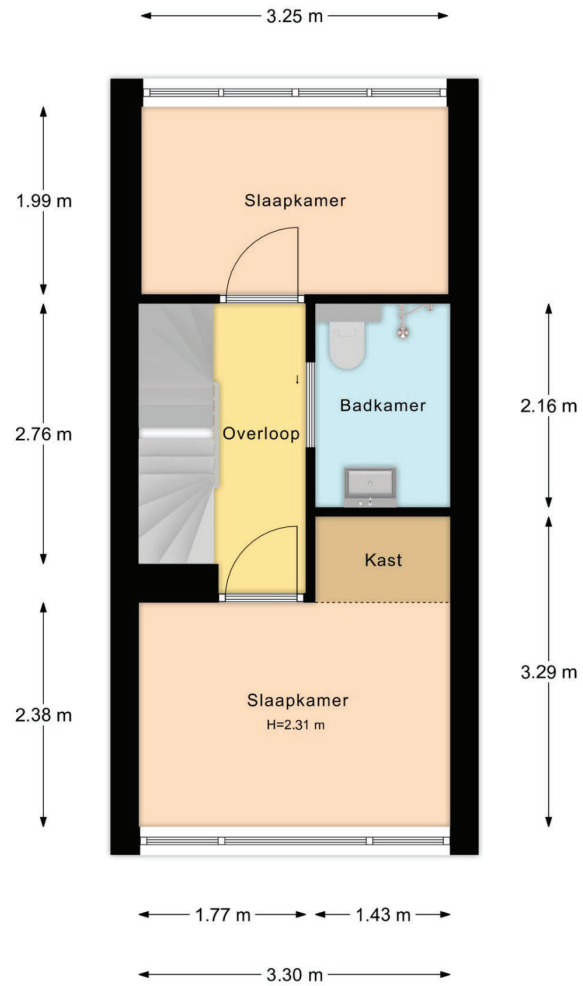 3.25 m
1.99 m
Slaapkamer
2.76 m
Overloop
Badkamer
2.16 m
Kast
Slaapkamer
H=2.31 m
2.38 m
3.29 m
1.77 m
1.43 m
3.30 m